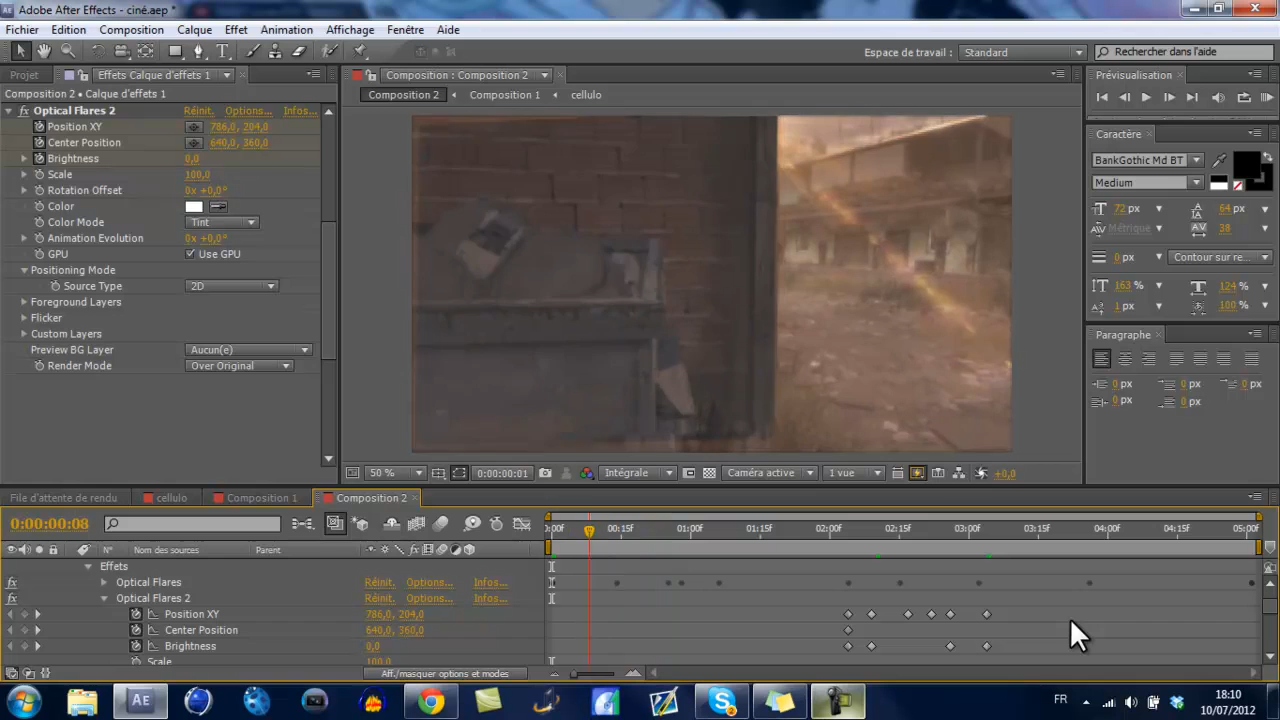 Adobe After Effects - ciné.aep *
Fichier Edition Composition Calque Effet Animation Affichage Fenêtre Aide
Espace de travail : Standard Rechercher dans l'aide
Projet Effets Calque d'effets 1 Composition : Composition 2 Prévisualisation
Composition 2 • Calque d'effets 1 Composition 2 Composition 1 cellulo
Optical Flares 2 Réinit. Options... Infos...
Position XY 786,0, 204,0
Center Position 640,0, 360,0
Brightness 0,0
Scale 100,0
Rotation Offset 0x +0,0°
Color
Color Mode Tint
Animation Evolution 0x +0,0°
GPU Use GPU
Positioning Mode
Source Type 2D
Foreground Layers
Flicker
Custom Layers
Preview BG Layer Aucun(e)
Render Mode Over Original
Caractère
BankGothic Md BT
Medium
72 px 64 px
Métrique 38
0 px Contour sur re...
163 % 124 %
1 px 100 %
Paragraphe
0 px 0 px 0 px
0 px 0 px
50 % 0:00:00:01 Intégrale Caméra active 1 vue +0,0
File d'attente de rendu cellulo Composition 1 Composition 2
0:00:00:08 :00f 00:15f 01:00f 01:15f 02:00f 02:15f 03:00f 03:15f 04:00f 04:15f 05:00f
N° Nom des sources Parent
Effets
Optical Flares Réinit. Options... Infos...
Optical Flares 2 Réinit. Options... Infos...
Position XY 786,0, 204,0
Center Position 640,0, 360,0
Brightness 0,0
Scale 100,0
Aff./masquer options et modes
FR 18:10
10/07/2012